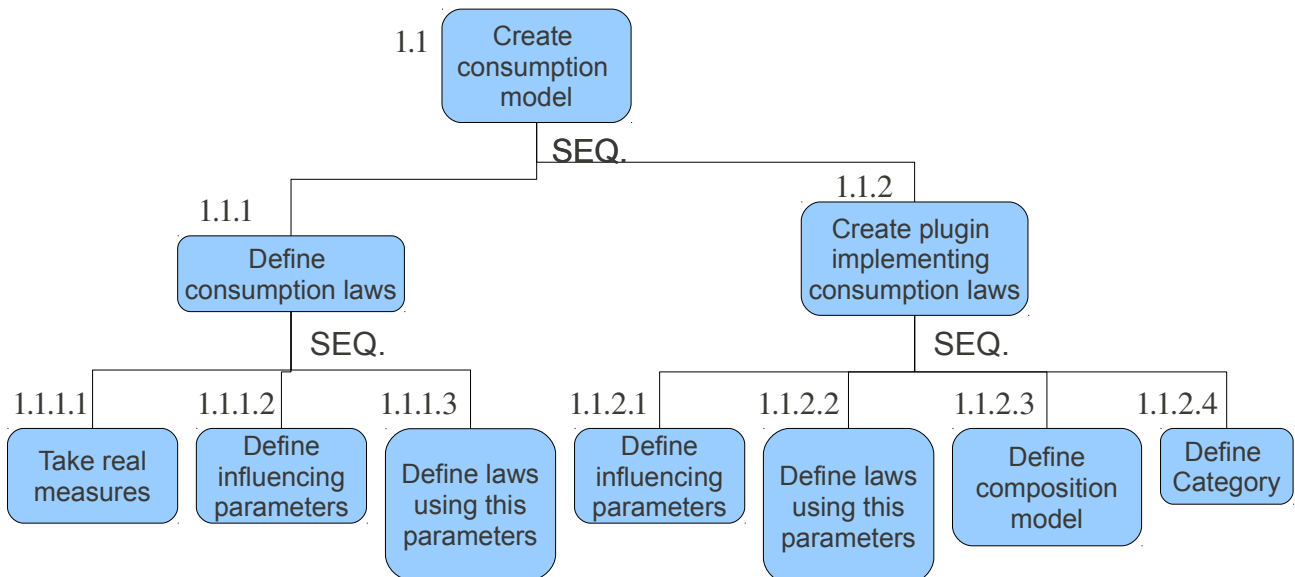 1.1
Create
consumption
model
SEQ.
1.1.1
Define
consumption laws
1.1.2
Create plugin
implementing
consumption laws
SEQ.
SEQ.
1.1.1.1
Take real
measures
1.1.1.2
Define
influencing
parameters
1.1.1.3
Define laws
using this
parameters
1.1.2.1
Define
influencing
parameters
1.1.2.2
Define laws
using this
parameters
1.1.2.3
Define
composition
model
1.1.2.4
Define
Category